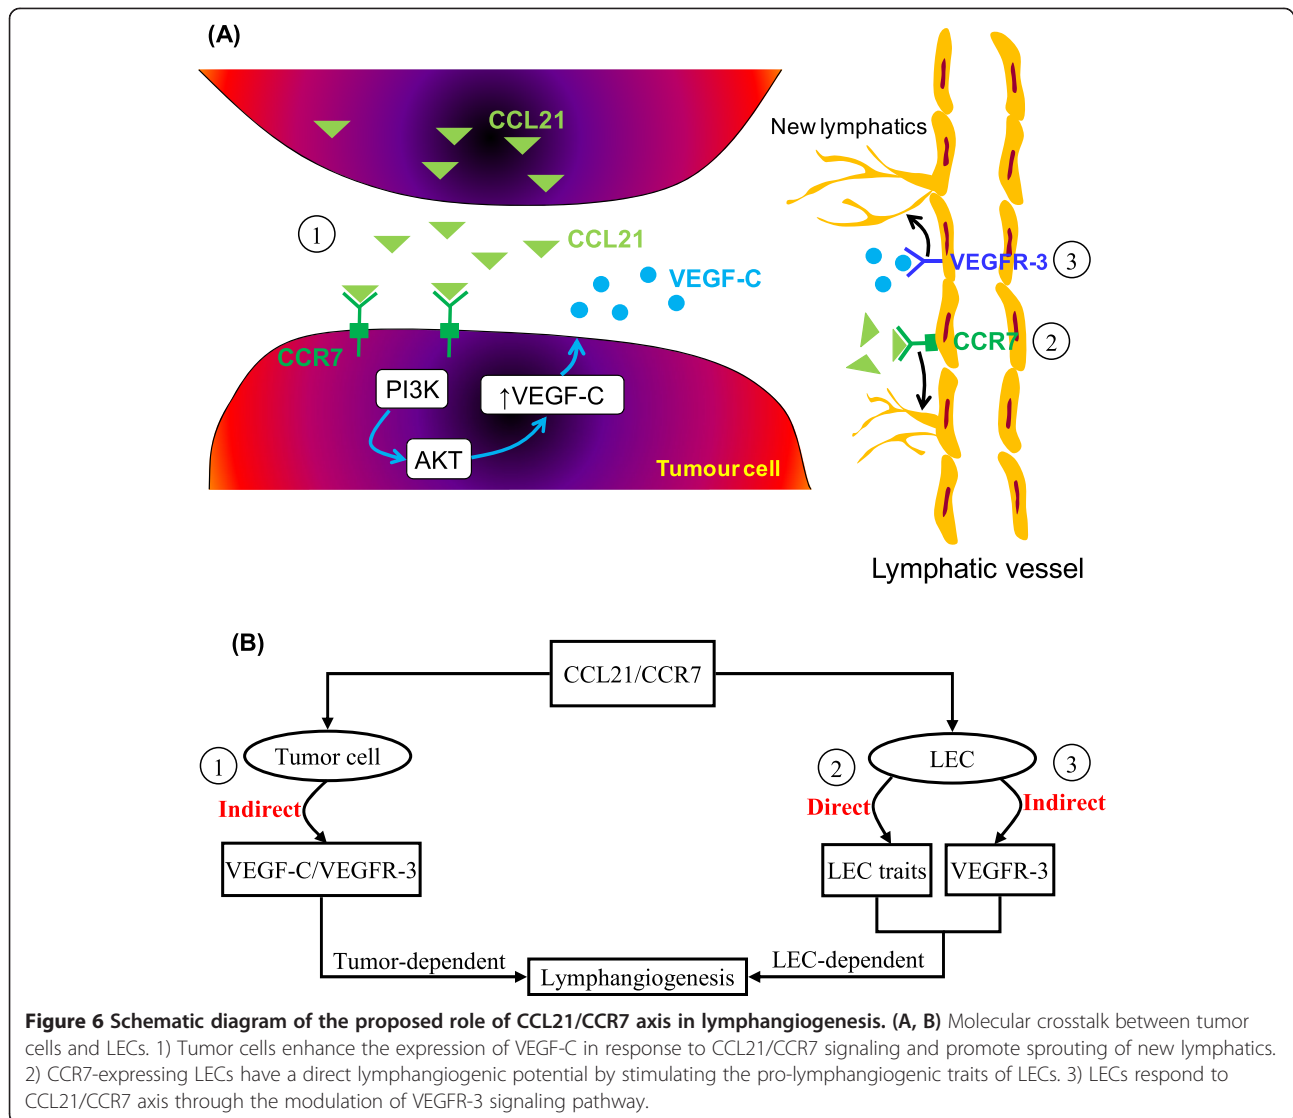 (A)
CCL21
New lymphatics
1
CCL21
VEGF-C
VEGFR-3
3
CCR7
CCR7
2
PI3K
↑VEGF-C
AKT
Tumour cell
Lymphatic vessel
(B)
CCL21/CCR7
1
Tumor cell
2
LEC
3
Indirect
Direct
Indirect
VEGF-C/VEGFR-3
LEC traits
VEGFR-3
Tumor-dependent
Lymphangiogenesis
LEC-dependent
Figure 6 Schematic diagram of the proposed role of CCL21/CCR7 axis in lymphangiogenesis. (A, B) Molecular crosstalk between tumor
cells and LECs. 1) Tumor cells enhance the expression of VEGF-C in response to CCL21/CCR7 signaling and promote sprouting of new lymphatics.
2) CCR7-expressing LECs have a direct lymphangiogenic potential by stimulating the pro-lymphangiogenic traits of LECs. 3) LECs respond to
CCL21/CCR7 axis through the modulation of VEGFR-3 signaling pathway.